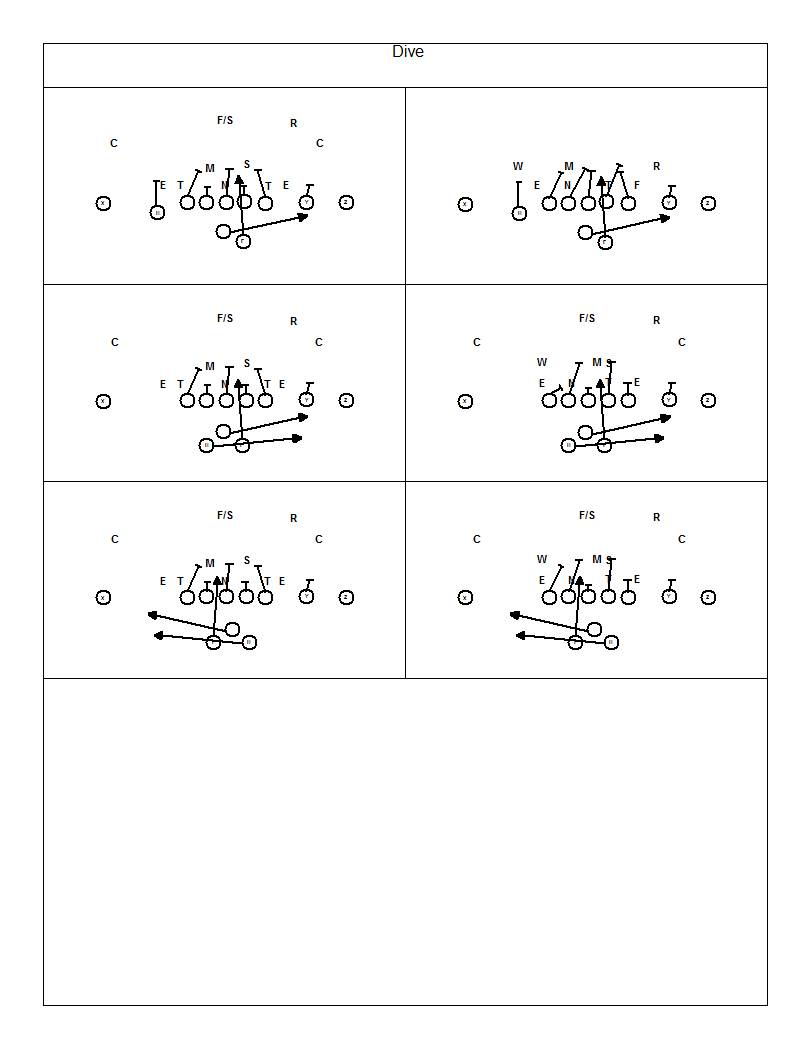 Dive
F/S R
C C
M S
E T N T E
X H Y Z
F
W M R
E N T F
X H Y Z
F
F/S R
C C
M S
E T N T E
X Y Z
H
F/S R
C C
W M S
E N T E
X Y Z
H
F/S R
C C
M S
E T N T E
X Y Z
H
F/S R
C C
W M S
E N T E
X Y Z
H